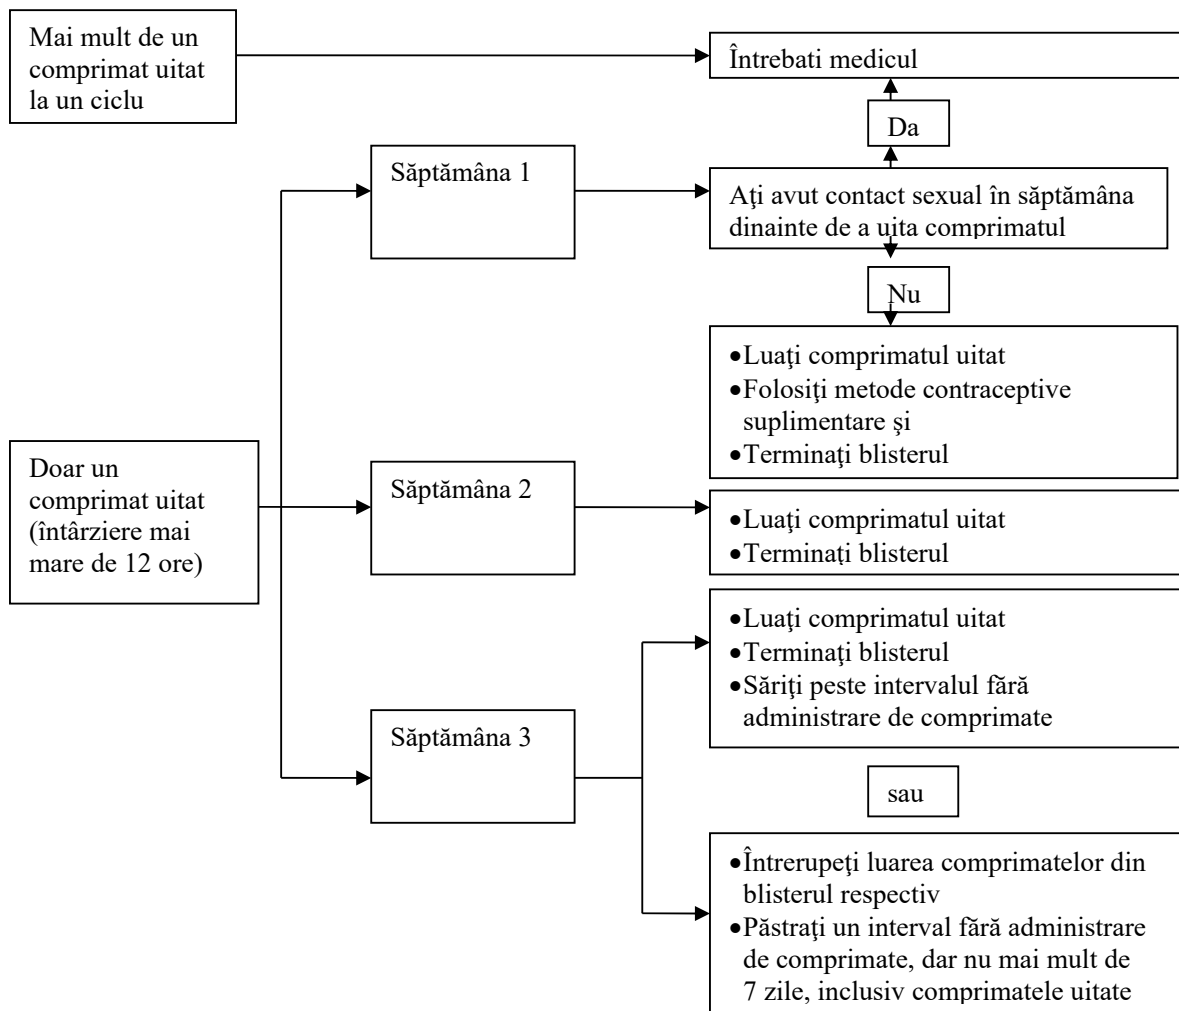 Mai mult de un
comprimat uitat
la un ciclu
Întrebati medicul
Da
Săptămâna 1
Aţi avut contact sexual în săptămâna
dinainte de a uita comprimatul
Nu
•Luaţi comprimatul uitat
•Folosiţi metode contraceptive
suplimentare şi
•Terminaţi blisterul
Doar un
comprimat uitat
(întârziere mai
mare de 12 ore)
Săptămâna 2
•Luaţi comprimatul uitat
•Terminaţi blisterul
•Luaţi comprimatul uitat
•Terminaţi blisterul
•Săriţi peste intervalul fără
administrare de comprimate
Săptămâna 3
sau
•Întrerupeţi luarea comprimatelor din
blisterul respectiv
•Păstraţi un interval fără administrare
de comprimate, dar nu mai mult de
7 zile, inclusiv comprimatele uitate